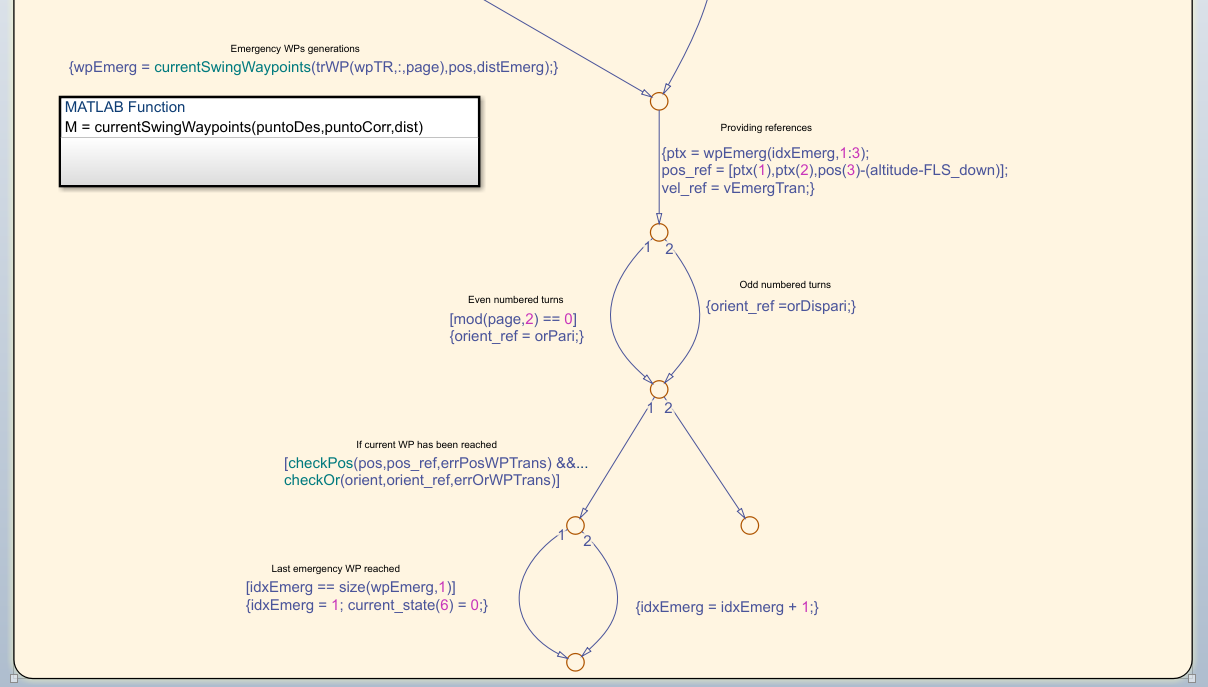 Emergency WPs generations
{wpEmerg = currentSwingWaypoints(trWP(wpTR,:,page),pos,distEmerg);}
MATLAB Function
M = currentSwingWaypoints(puntoDes,puntoCorr,dist)
Providing references
{ptx = wpEmerg(idxEmerg,1:3);
pos_ref = [ptx(1),ptx(2),pos(3)-(altitude-FLS_down)];
vel_ref = vEmergTran;}
1 2
Odd numbered turns
{orient_ref =orDispari;}
Even numbered turns
[mod(page,2) == 0]
{orient_ref = orPari;}
1 2
If current WP has been reached
[checkPos(pos,pos_ref,errPosWPTrans) &&...
checkOr(orient,orient_ref,errOrWPTrans)]
1 2
Last emergency WP reached
[idxEmerg == size(wpEmerg,1)]
{idxEmerg = 1; current_state(6) = 0;}
{idxEmerg = idxEmerg + 1;}